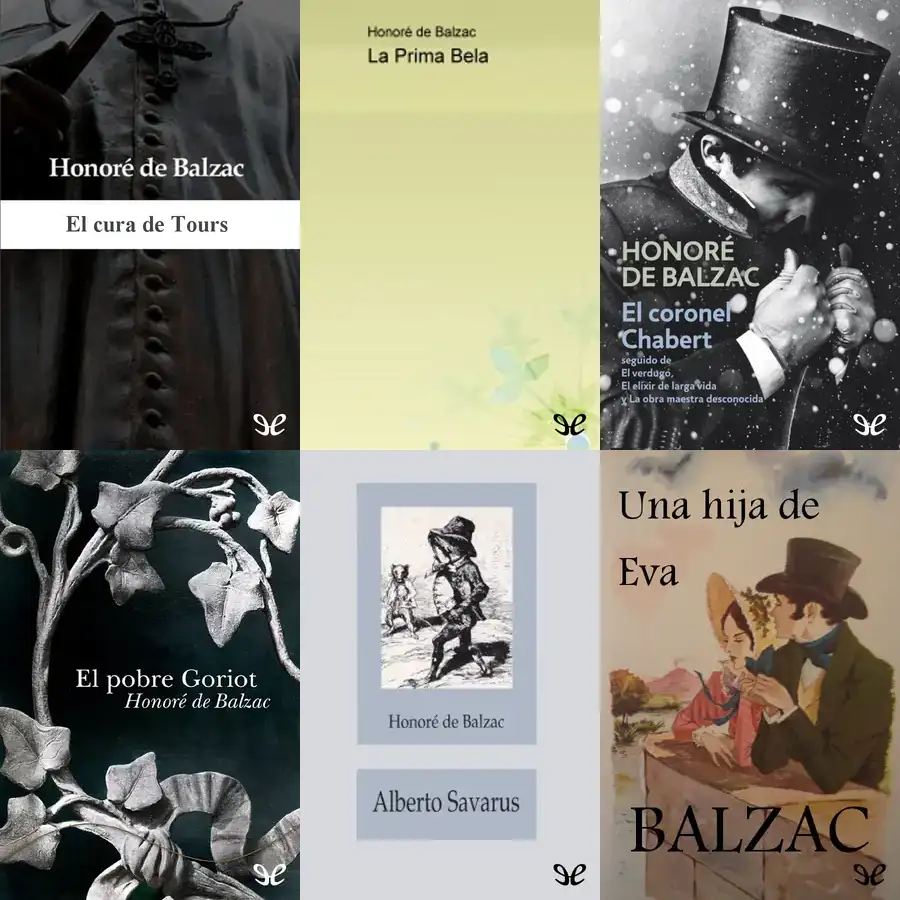 Honoré de Balzac
El cura de Tours
Honoré de Balzac
La Prima Bela
HONORÉ
DE BALZAC
El coronel
Chabert
seguido de
El verdugo,
El elixir de larga vida
y La obra maestra desconocida
El pobre Goriot
Honoré de Balzac
Honoré de Balzac
Alberto Savarus
Una hija de
Eva
BALZAC